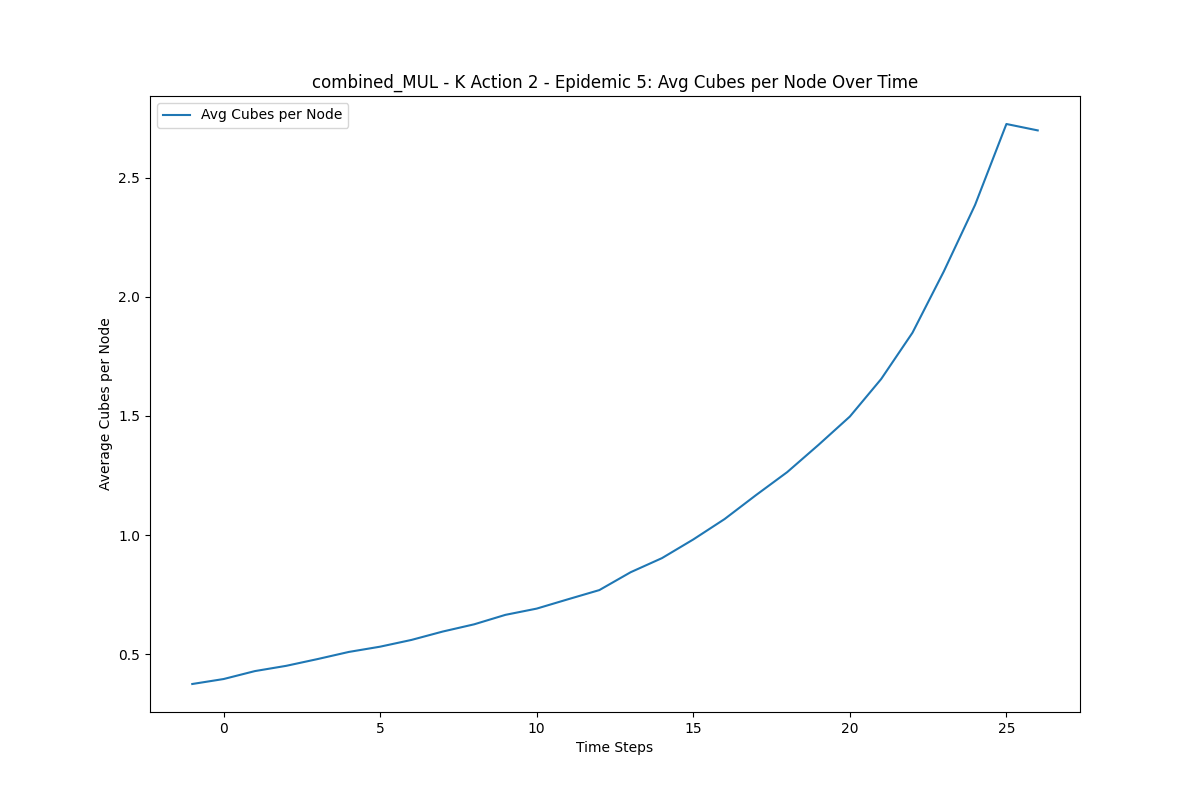 combined_MUL - K Action 2 - Epidemic 5: Avg Cubes per Node Over Time
Avg Cubes per Node
Average Cubes per Node
2.5
2.0
1.5
1.0
0.5
0 5 10 15 20 25
Time Steps